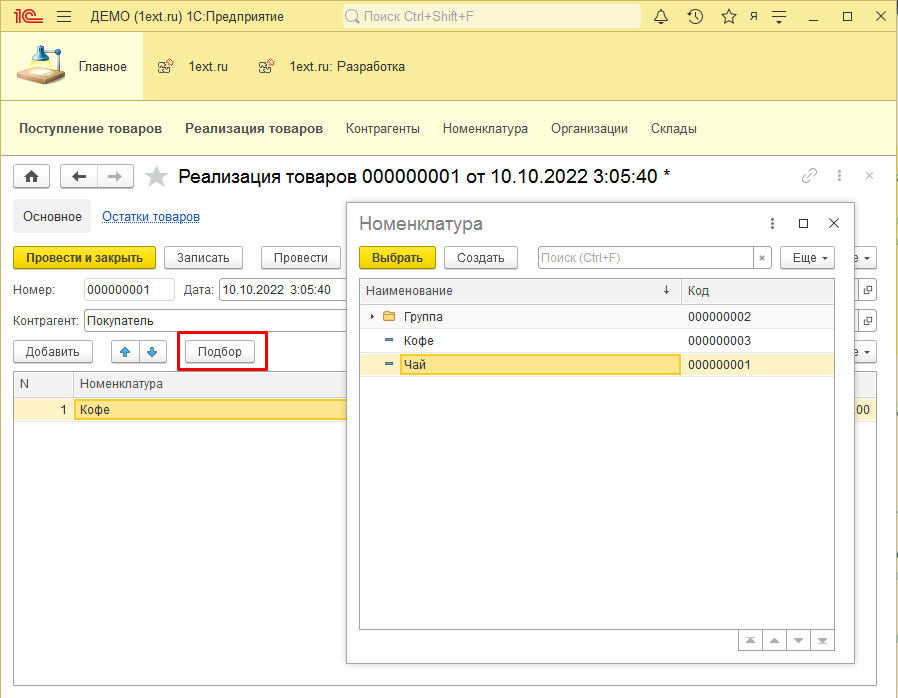 1С ДЕМО (1ext.ru) 1С:Предприятие Поиск Ctrl+Shift+F Я
Главное 1ext.ru 1ext.ru: Разработка
Поступление товаров Реализация товаров Контрагенты Номенклатура Организации Склады
Реализация товаров 000000001 от 10.10.2022 3:05:40 *
Основное Остатки товаров
Провести и закрыть Записать Провести
Номер: 000000001 Дата: 10.10.2022 3:05:40
Контрагент: Покупатель
Добавить Подбор
N Номенклатура
1 Кофе
00
Номенклатура
Выбрать Создать Поиск (Ctrl+F) × Еще
Наименование ↓ Код
Группа 000000002
Кофе 000000003
Чай 000000001